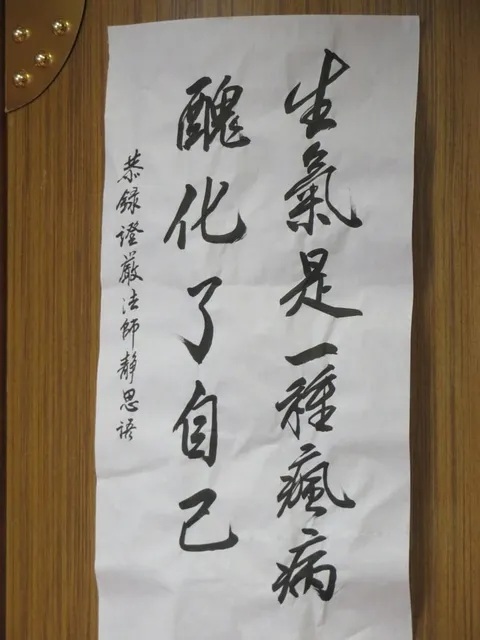 生氣是一種瘋病
醜化了自己
恭錄證嚴法師靜思語